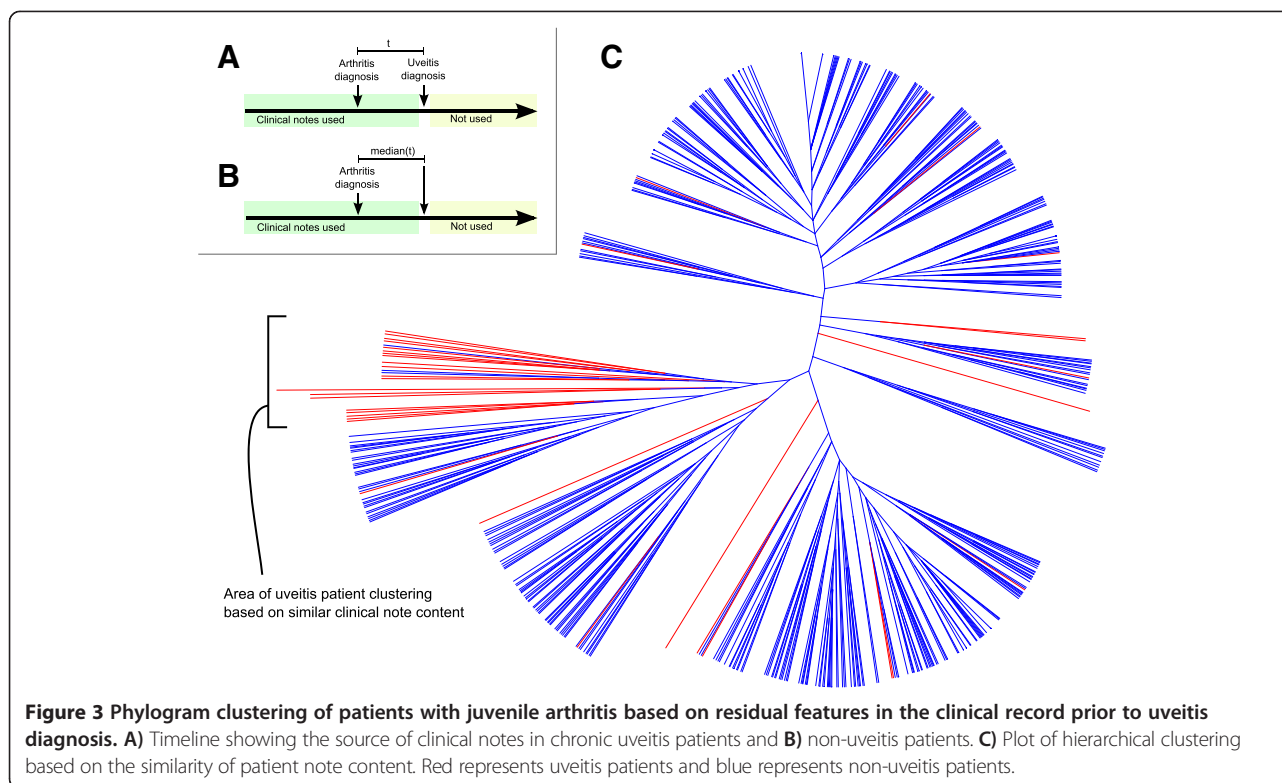 A
t
Arthritis
diagnosis
Uveitis
diagnosis
Clinical notes used
Not used
B
median(t)
Arthritis
diagnosis
Clinical notes used
Not used
C
Area of uveitis patient clustering
based on similar clinical note content
Figure 3 Phylogram clustering of patients with juvenile arthritis based on residual features in the clinical record prior to uveitis
diagnosis. A) Timeline showing the source of clinical notes in chronic uveitis patients and B) non-uveitis patients. C) Plot of hierarchical clustering
based on the similarity of patient note content. Red represents uveitis patients and blue represents non-uveitis patients.